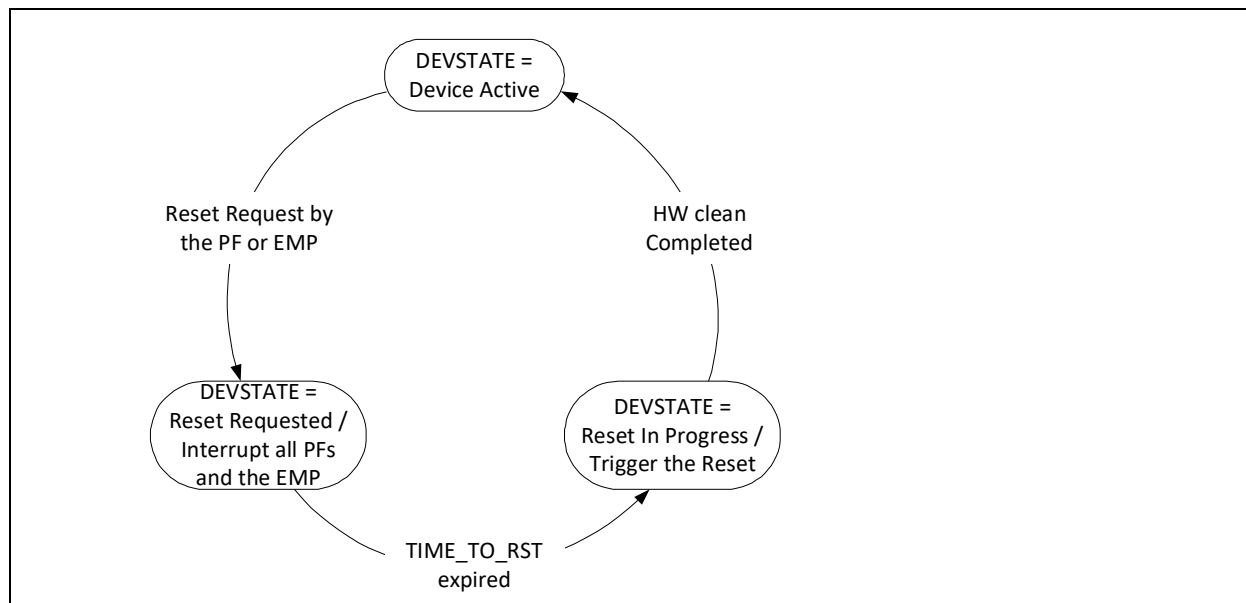 DEVSTATE =
Device Active
Reset Request by
the PF or EMP
HW clean
Completed
DEVSTATE =
Reset Requested /
Interrupt all PFs
and the EMP
DEVSTATE =
Reset In Progress /
Trigger the Reset
TIME_TO_RST
expired